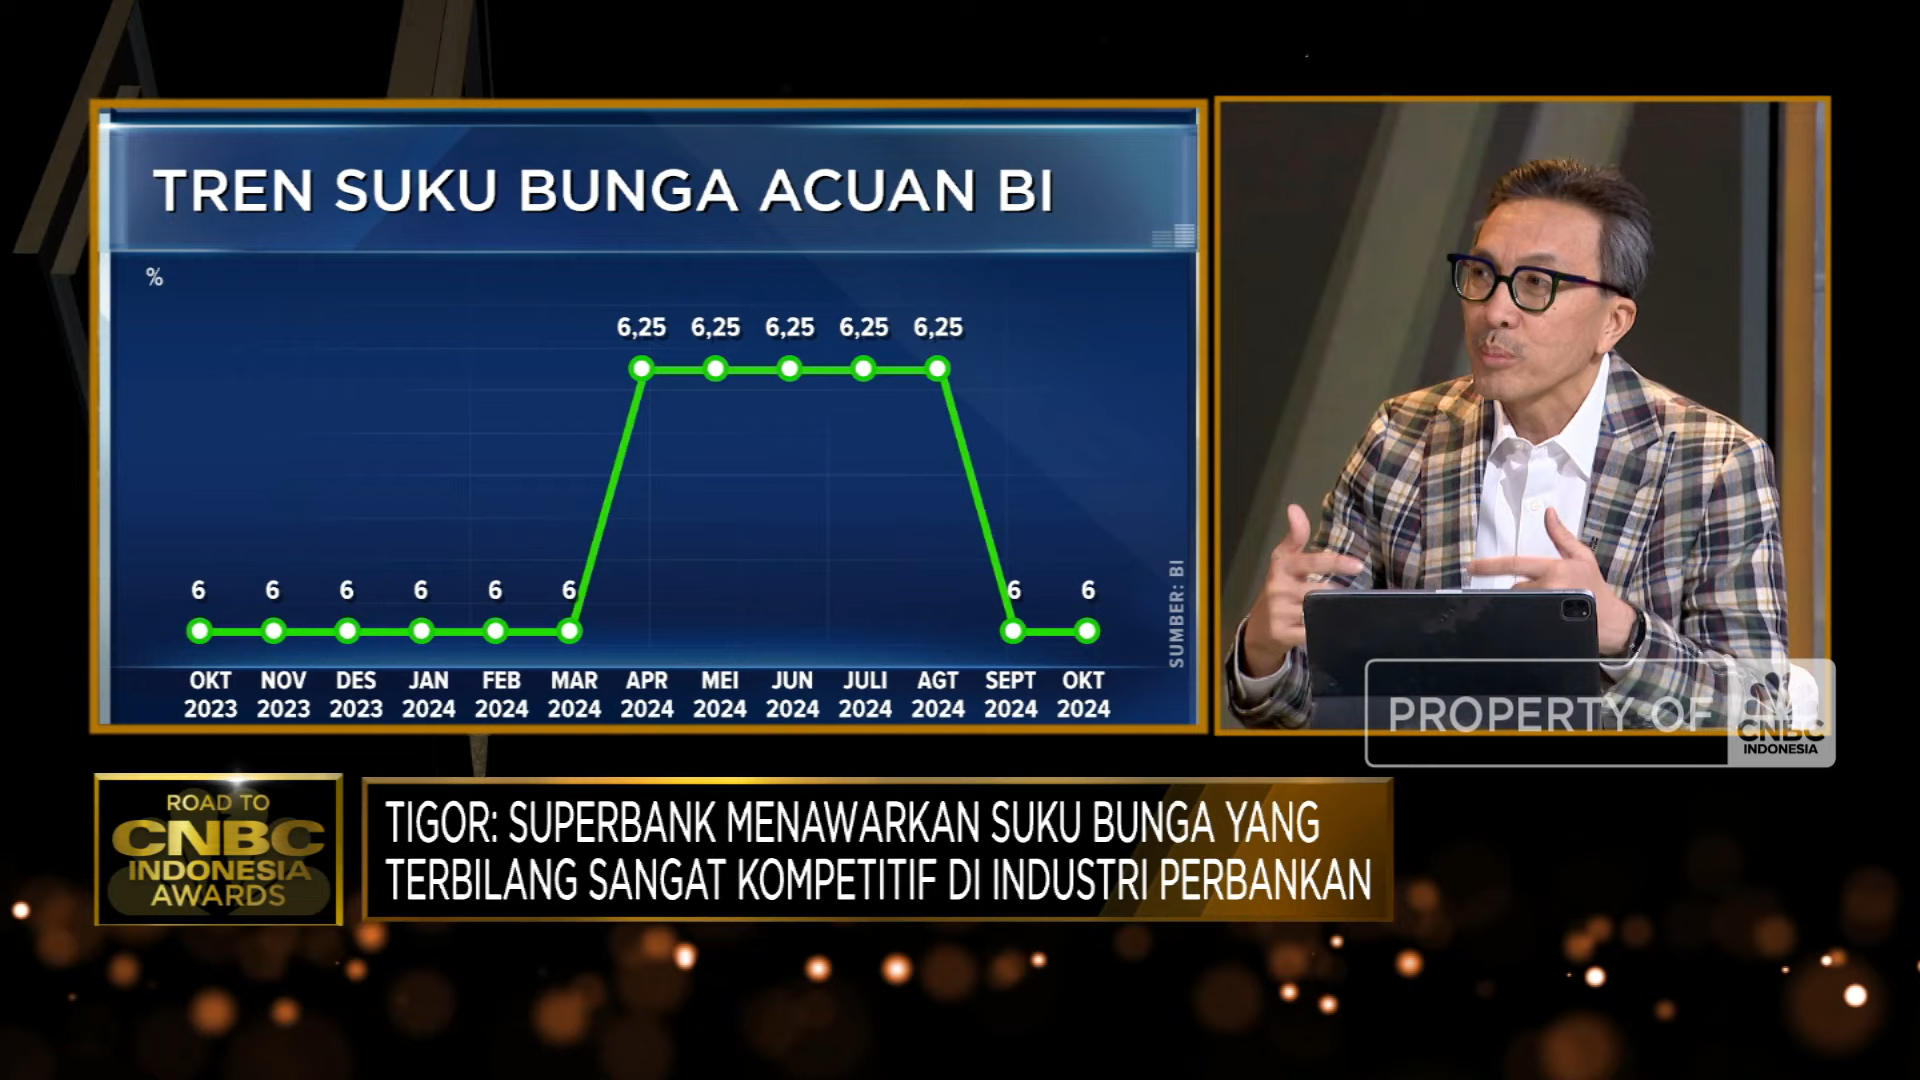 TREN SUKU BUNGA ACUAN BI
%
6,25 6,25 6,25 6,25 6,25
6 6 6 6 6 6 6 6
OKT NOV DES JAN FEB MAR APR MEI JUN JULI AGT SEPT OKT
2023 2023 2023 2024 2024 2024 2024 2024 2024 2024 2024 2024 2024
SUMBER: BI
PROPERTY OF
CNBC
INDONESIA
ROAD TO
CNBC
INDONESIA
AWARDS
TIGOR: SUPERBANK MENAWARKAN SUKU BUNGA YANG
TERBILANG SANGAT KOMPETITIF DI INDUSTRI PERBANKAN